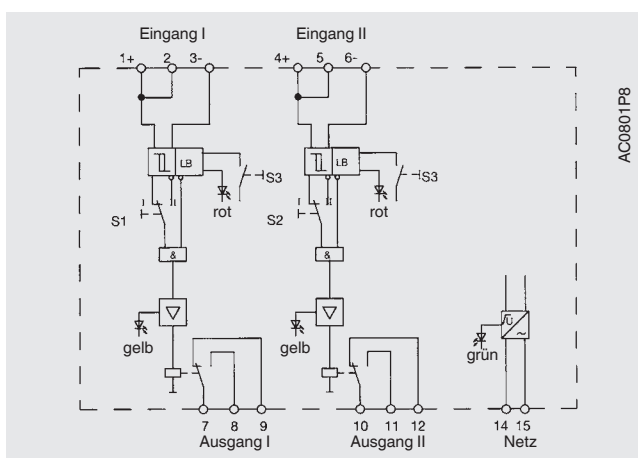 Eingang I Eingang II
1+ 2 3- 4+ 5 6-
AC0801P8
LB LB
S3 S3
I II I II
rot rot
S1 S2
& &
gelb gelb grün
Ü
~
7 8 9 10 11 12 14 15
Ausgang I Ausgang II Netz